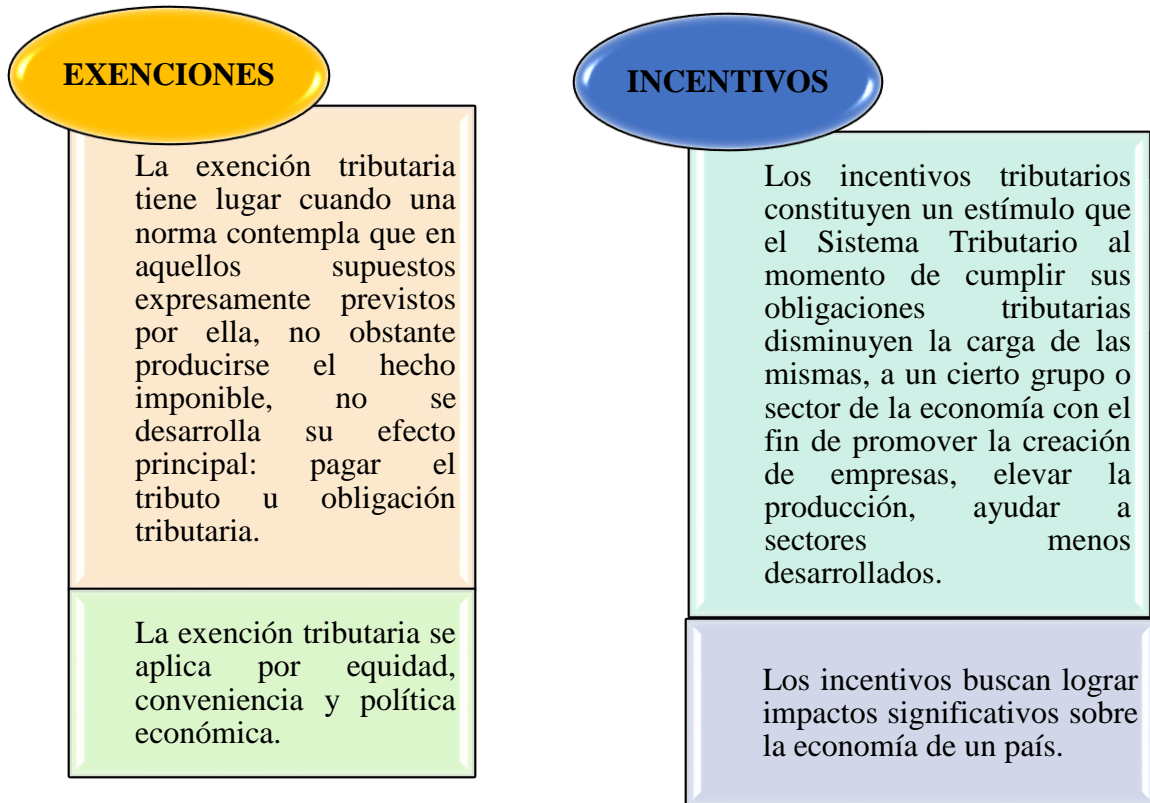 EXENCIONES
La exención tributaria
tiene lugar cuando una
norma contempla que en
aquellos supuestos
expresamente previstos
por ella, no obstante
producirse el hecho
imponible, no se
desarrolla su efecto
principal: pagar el
tributo u obligación
tributaria.
La exención tributaria se
aplica por equidad,
conveniencia y política
económica.
INCENTIVOS
Los incentivos tributarios
constituyen un estímulo que
el Sistema Tributario al
momento de cumplir sus
obligaciones tributarias
disminuyen la carga de las
mismas, a un cierto grupo o
sector de la economía con el
fin de promover la creación
de empresas, elevar la
producción, ayudar a
sectores menos
desarrollados.
Los incentivos buscan lograr
impactos significativos sobre
la economía de un país.